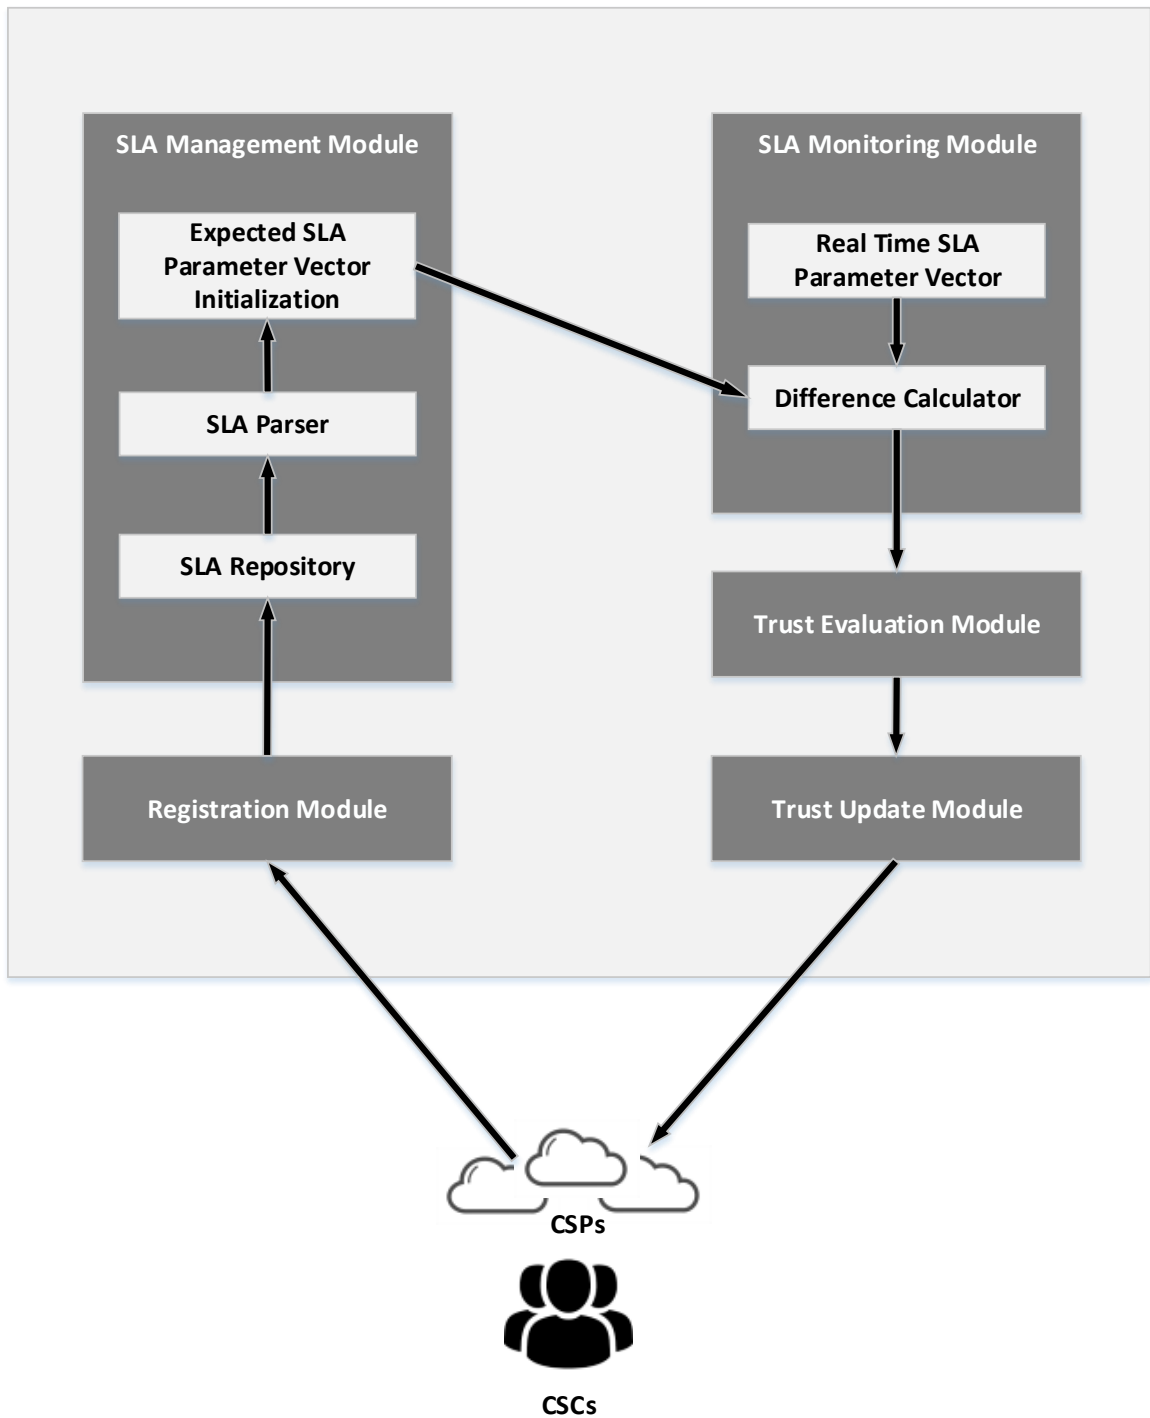 SLA Management Module
Expected SLA
Parameter Vector
Initialization
SLA Parser
SLA Repository
Registration Module
SLA Monitoring Module
Real Time SLA
Parameter Vector
Difference Calculator
Trust Evaluation Module
Trust Update Module
CSPs
CSCs